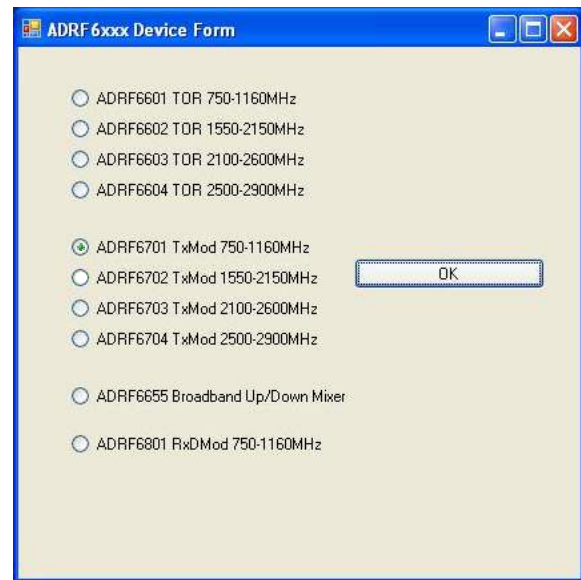 ADRF6xxx Device Form
ADRF6601 TOR 750-1160MHz
ADRF6602 TOR 1550-2150MHz
ADRF6603 TOR 2100-2600MHz
ADRF6604 TOR 2500-2900MHz
ADRF6701 TxMod 750-1160MHz
OK
ADRF6702 TxMod 1550-2150MHz
ADRF6703 TxMod 2100-2600MHz
ADRF6704 TxMod 2500-2900MHz
ADRF6655 Broadband Up/Down Mixer
ADRF6801 RxDMod 750-1160MHz